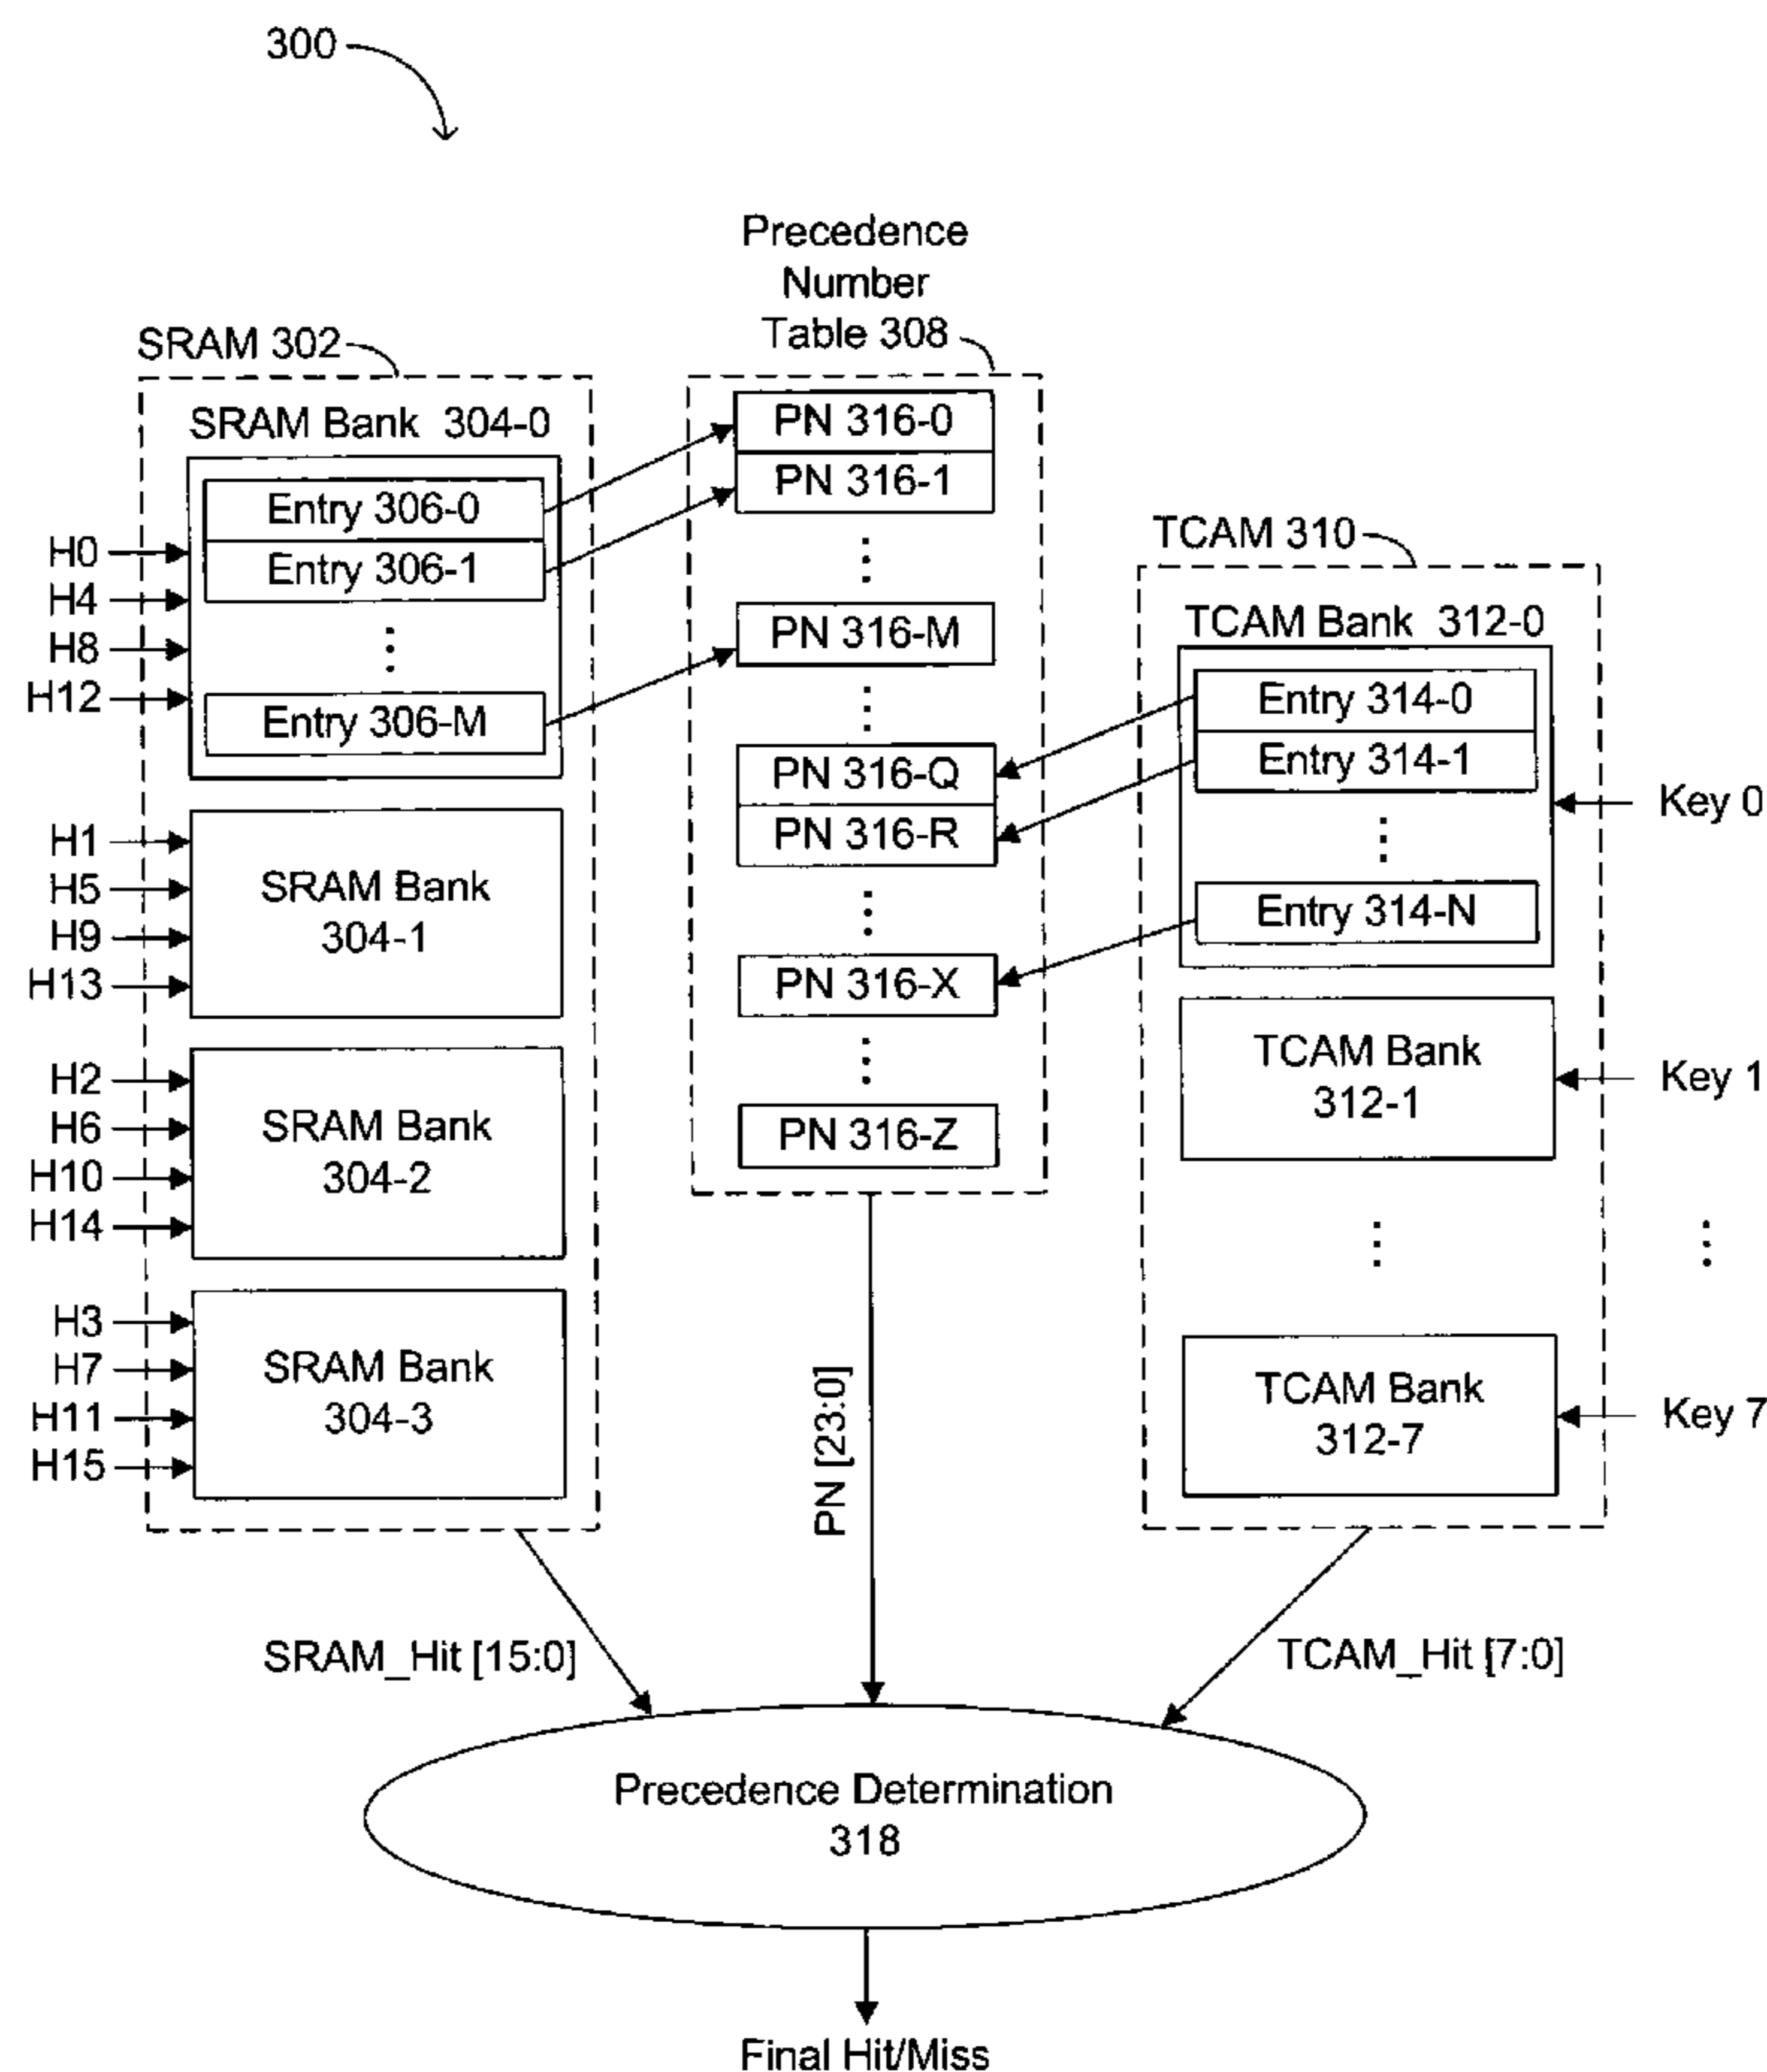 300
Precedence
Number
Table 308
SRAM 302
SRAM Bank 304-0
Entry 306-0
Entry 306-1
⋮
Entry 306-M
H0
H4
H8
H12
H1
H5
H9
H13
SRAM Bank
304-1
H2
H6
H10
H14
SRAM Bank
304-2
H3
H7
H11
H15
SRAM Bank
304-3
PN 316-0
PN 316-1
⋮
PN 316-M
⋮
PN 316-Q
PN 316-R
⋮
PN 316-X
⋮
PN 316-Z
TCAM 310
TCAM Bank 312-0
Entry 314-0
Entry 314-1
⋮
Entry 314-N
Key 0
TCAM Bank
312-1
Key 1
⋮
⋮
TCAM Bank
312-7
Key 7
PN [23:0]
SRAM_Hit [15:0]
TCAM_Hit [7:0]
Precedence Determination
318
Final Hit/Miss